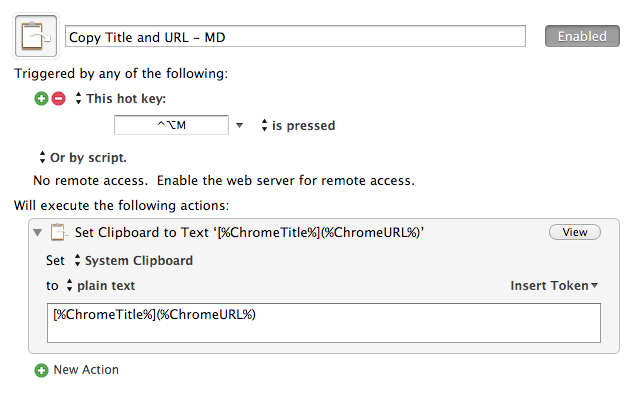 Copy Title and URL – MD
Enabled
Triggered by any of the following:
This hot key:
^⌥M
is pressed
Or by script.
No remote access.  Enable the web server for remote access.
Will execute the following actions:
Set Clipboard to Text ‘[%ChromeTitle%](%ChromeURL%)’
View
Set System Clipboard
to plain text
Insert Token
[%ChromeTitle%](%ChromeURL%)
New Action